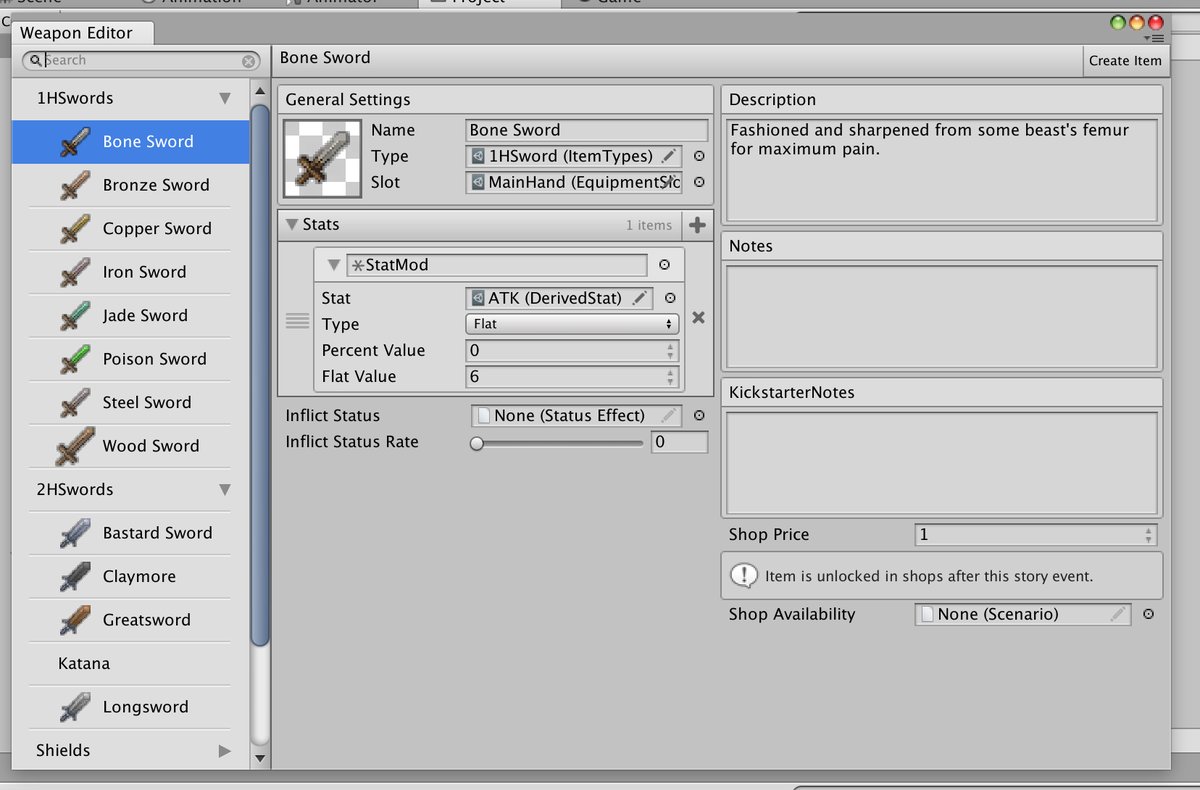 Animation
Animator
Project
Game
Weapon Editor
Search
Bone Sword
Create Item
1HSwords
Bone Sword
Bronze Sword
Copper Sword
Iron Sword
Jade Sword
Poison Sword
Steel Sword
Wood Sword
2HSwords
Bastard Sword
Claymore
Greatsword
Katana
Longsword
Shields
General Settings
Name
Bone Sword
Type
1HSword (ItemTypes)
Slot
MainHand (EquipmentSlc
Stats
1 items
StatMod
Stat
ATK (DerivedStat)
Type
Flat
Percent Value
0
Flat Value
6
Inflict Status
None (Status Effect)
Inflict Status Rate
0
Description
Fashioned and sharpened from some beast's femur
for maximum pain.
Notes
KickstarterNotes
Shop Price
1
Item is unlocked in shops after this story event.
Shop Availability
None (Scenario)